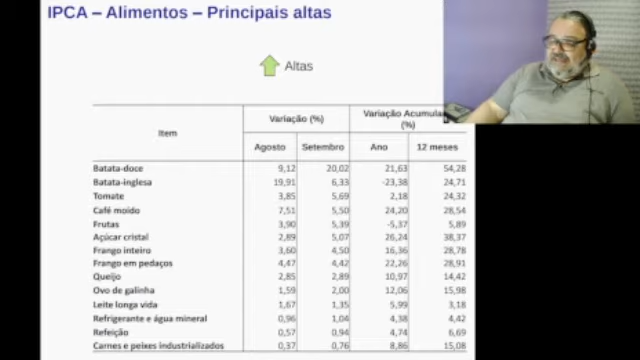 IPCA – Alimentos – Principais altas
Altas
Item Variação (%) Variação (%)
Agosto Setembro Ano 12 meses
Batata-doce 9,12 20,02 21,63 54,28
Batata-inglesa 19,91 6,33 -23,38 24,71
Tomate 3,85 5,69 2,18 24,32
Café moído 7,51 5,50 24,20 28,54
Frutas 3,90 5,39 -5,37 5,89
Açúcar cristal 2,89 5,07 26,24 38,37
Frango inteiro 3,60 4,50 16,36 28,78
Frango em pedaços 4,47 4,42 22,26 28,91
Queijo 2,85 2,89 10,97 14,42
Ovo de galinha 1,59 2,00 12,06 15,98
Leite longa vida 1,67 1,35 5,99 3,18
Refrigerante e água mineral 0,96 1,04 4,38 4,42
Refeição 0,57 0,94 4,74 6,69
Carnes e peixes industrializados 0,37 0,76 8,86 15,08